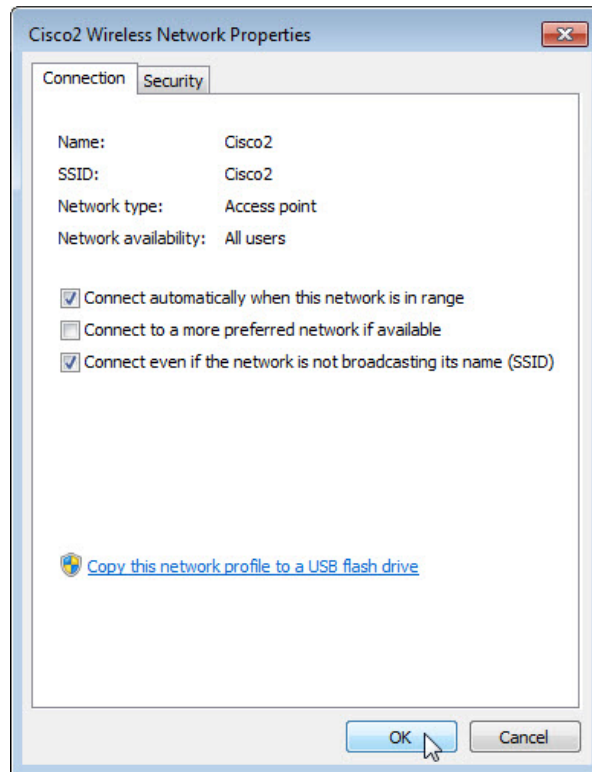 Cisco2 Wireless Network Properties
Connection Security
Name: Cisco2
SSID: Cisco2
Network type: Access point
Network availability: All users
Connect automatically when this network is in range
Connect to a more preferred network if available
Connect even if the network is not broadcasting its name (SSID)
Copy this network profile to a USB flash drive
OK Cancel